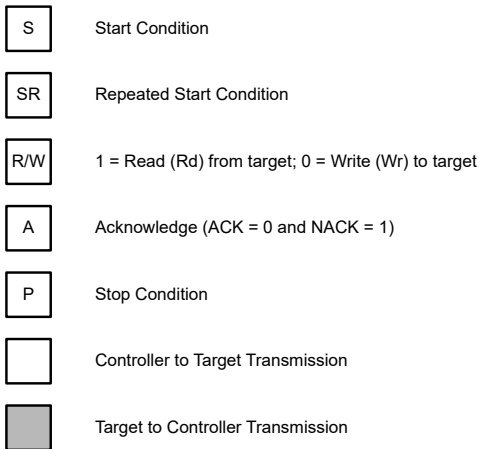 S Start Condition
SR Repeated Start Condition
R/W 1 = Read (Rd) from target; 0 = Write (Wr) to target
A Acknowledge (ACK = 0 and NACK = 1)
P Stop Condition
Controller to Target Transmission
Target to Controller Transmission